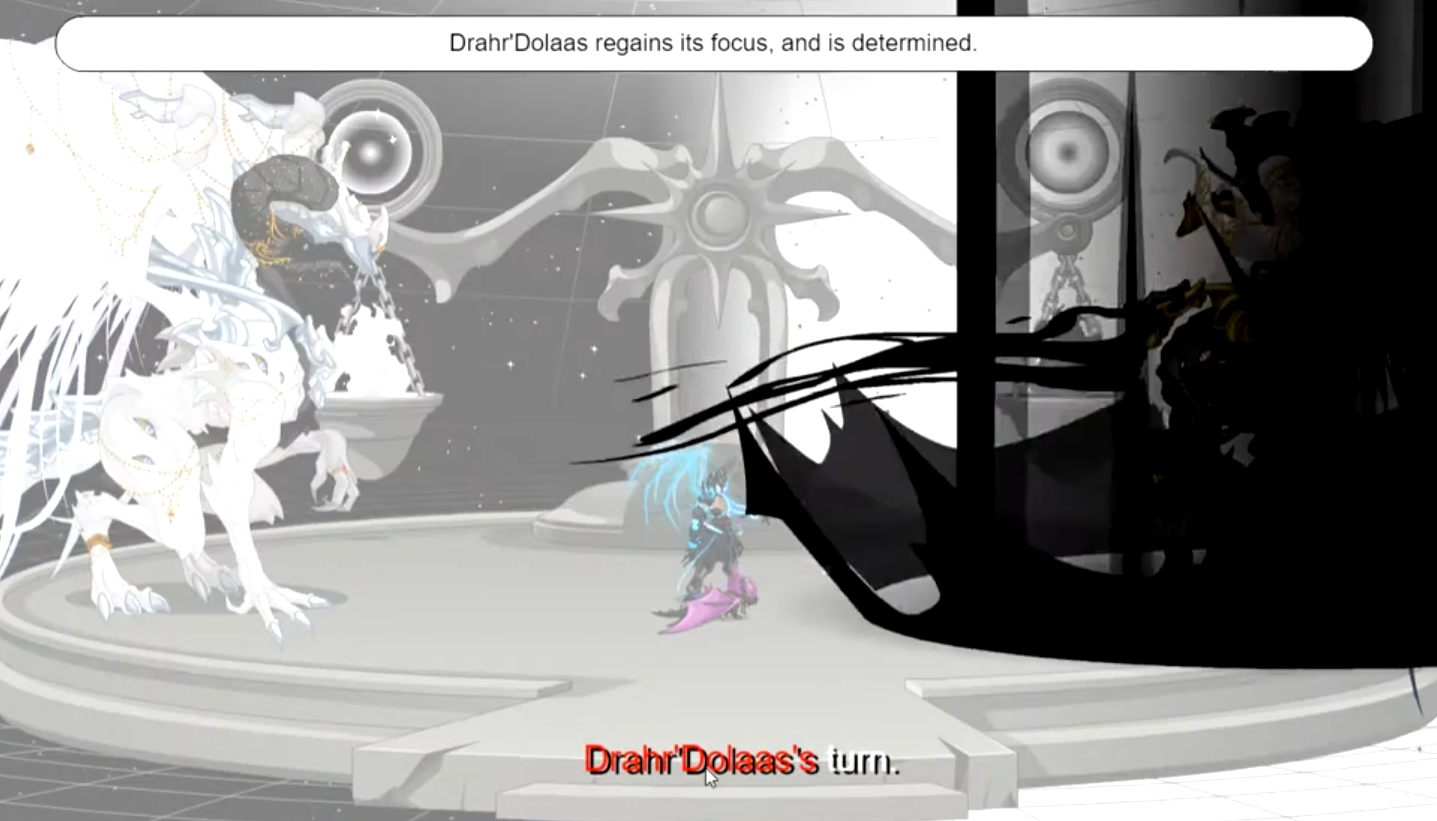 Drahr'Dolaas regains its focus, and is determined.
Drahr'Dolaas's turn.